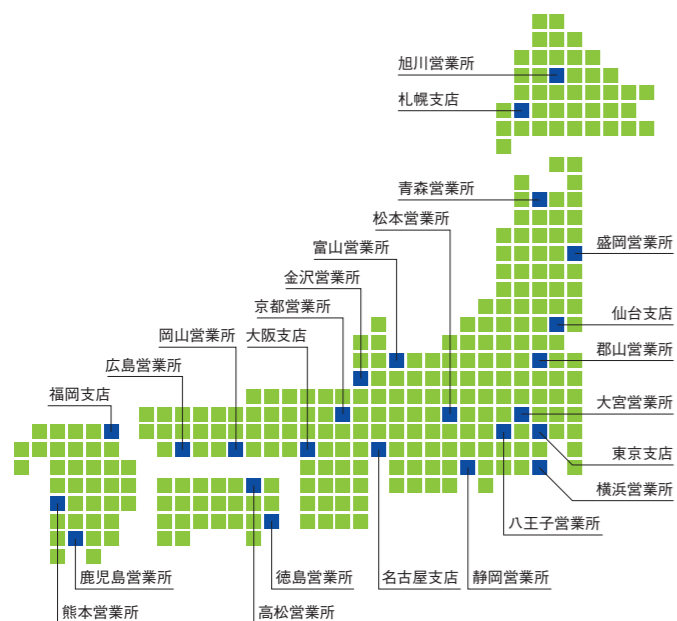 旭川営業所
札幌支店
青森営業所
松本営業所
盛岡営業所
富山営業所
金沢営業所
京都営業所
仙台支店
岡山営業所
大阪支店
郡山営業所
広島営業所
福岡支店
大宮営業所
東京支店
横浜営業所
八王子営業所
鹿児島営業所
徳島営業所
名古屋支店
静岡営業所
熊本営業所
高松営業所